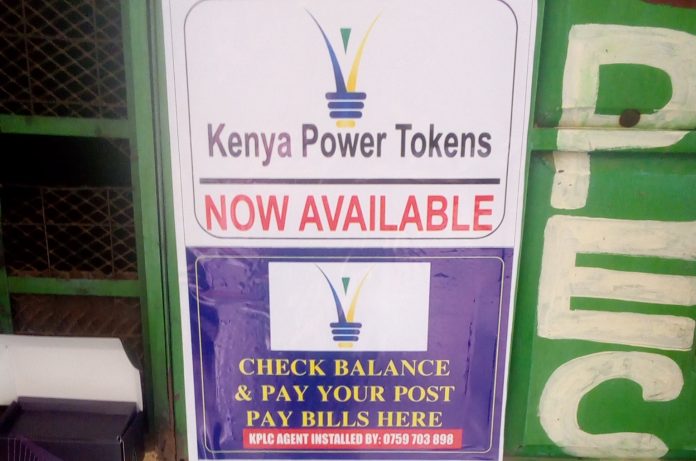 Kenya Power Tokens
NOW AVAILABLE
CHECK BALANCE
& PAY YOUR POST
PAY BILLS HERE
KPLC AGENT INSTALLED BY: 0759 703 898
P.
E
C